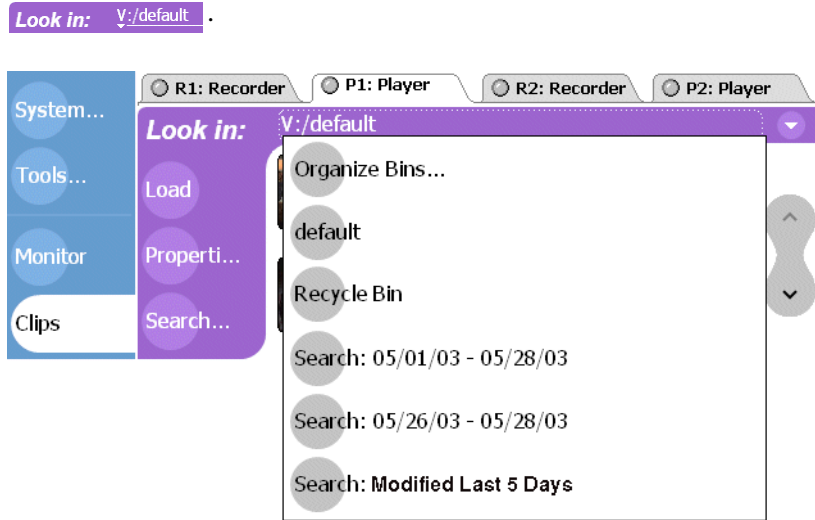 Look in: V:/default .
R1: Recorder P1: Player R2: Recorder P2: Player
System...
Look in: V:/default
Tools...
Load
Properti...
Search...
Monitor
Clips
Organize Bins...
default
Recycle Bin
Search: 05/01/03 - 05/28/03
Search: 05/26/03 - 05/28/03
Search: Modified Last 5 Days